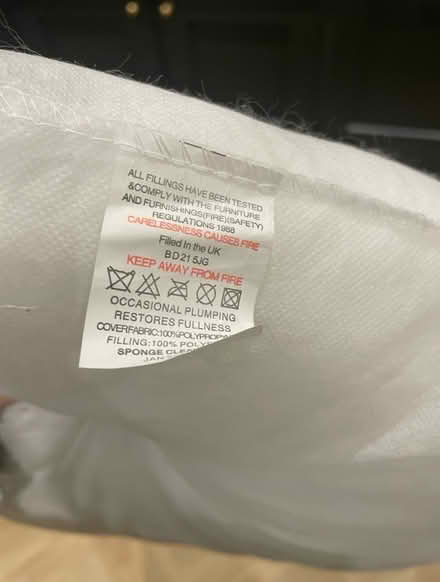 ALL FILLINGS HAVE BEEN TESTED
&COMPLY WITH THE FURNITURE
AND FURNISHINGS(FIRE)(SAFETY)
REGULATIONS 1988
CARELESSNESS CAUSES FIRE
Filled In the UK
BD21 5JG
KEEP AWAY FROM FIRE
OCCASIONAL PLUMPING
RESTORES FULLNESS
COVERFABRIC:100%POLYPROP
FILLING:100% POLY
SPONGE CLE